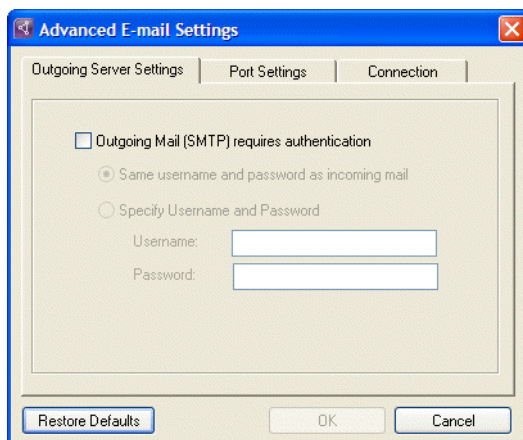 Advanced E-mail Settings
Outgoing Server Settings
Port Settings
Connection
Outgoing Mail (SMTP) requires authentication
Same username and password as incoming mail
Specify Username and Password
Username:
Password:
Restore Defaults
OK
Cancel